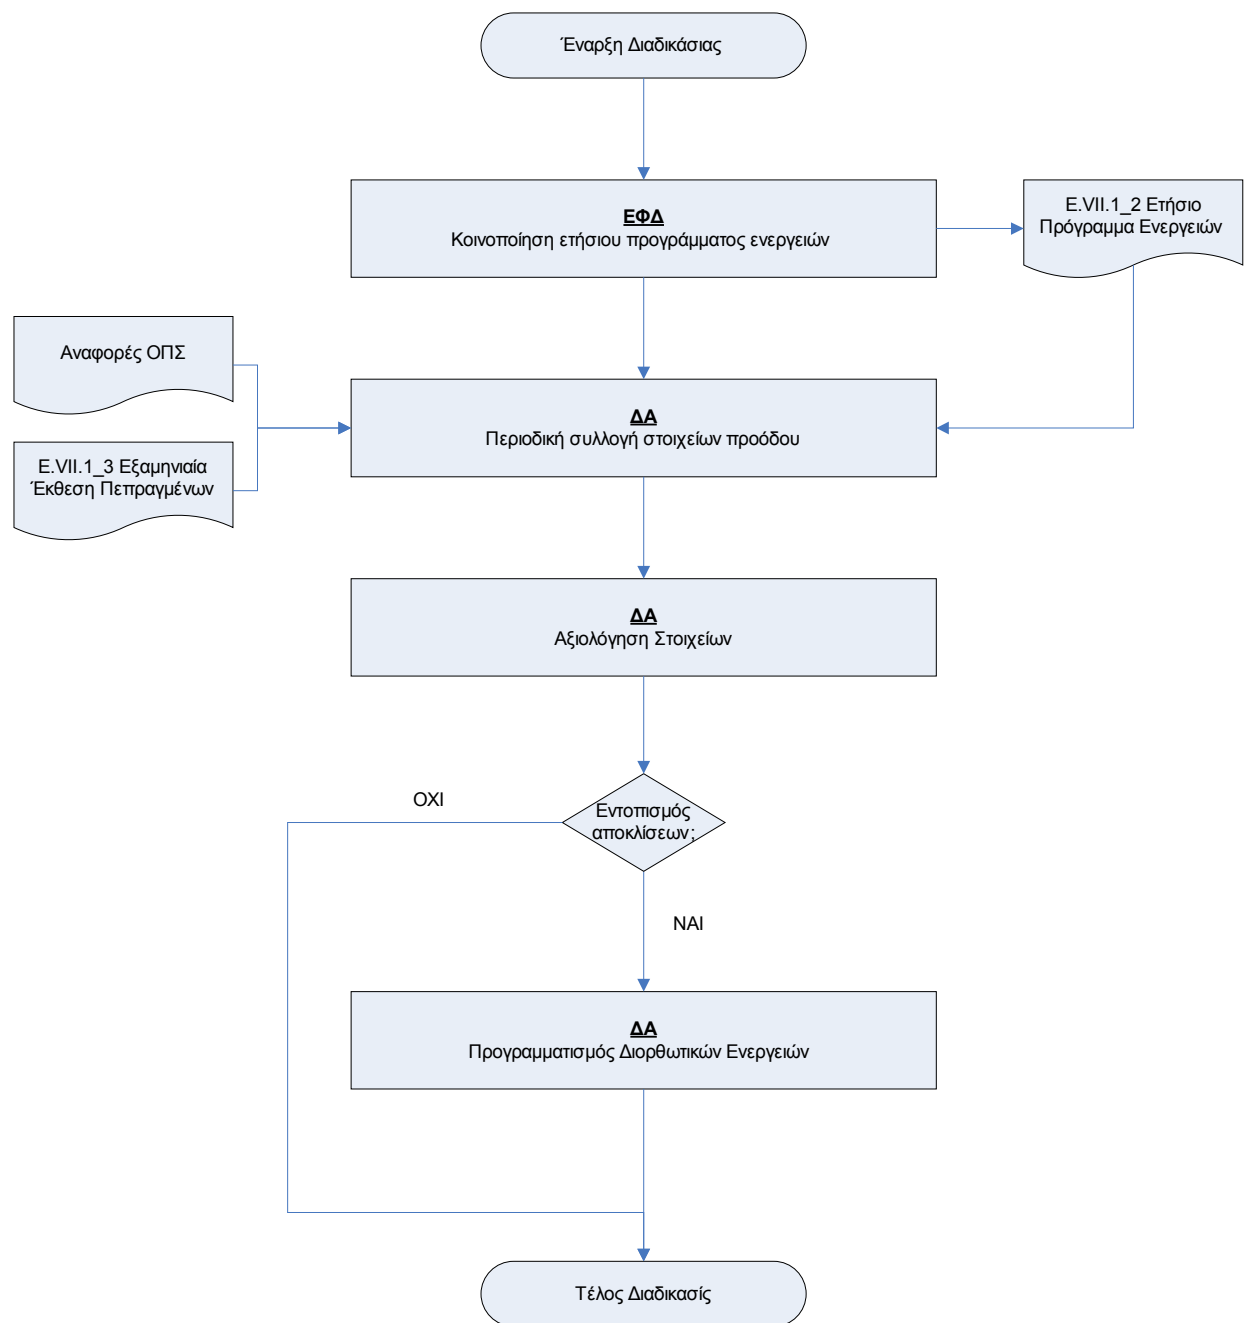 Έναρξη Διαδικάσιας
ΕΦΔ
Κοινοποίηση ετήσιου προγράμματος ενεργειών
Ε.VII.1_2 Ετήσιο
Πρόγραμμα Ενεργειών
Αναφορές ΟΠΣ
Ε.VII.1_3 Εξαμηνιαία
Έκθεση Πεπραγμένων
ΔΑ
Περιοδική συλλογή στοιχείων προόδου
ΔΑ
Αξιολόγηση Στοιχείων
Εντοπισμός
αποκλίσεων;
ΟΧΙ
ΝΑΙ
ΔΑ
Προγραμματισμός Διορθωτικών Ενεργειών
Τέλος Διαδικασίς